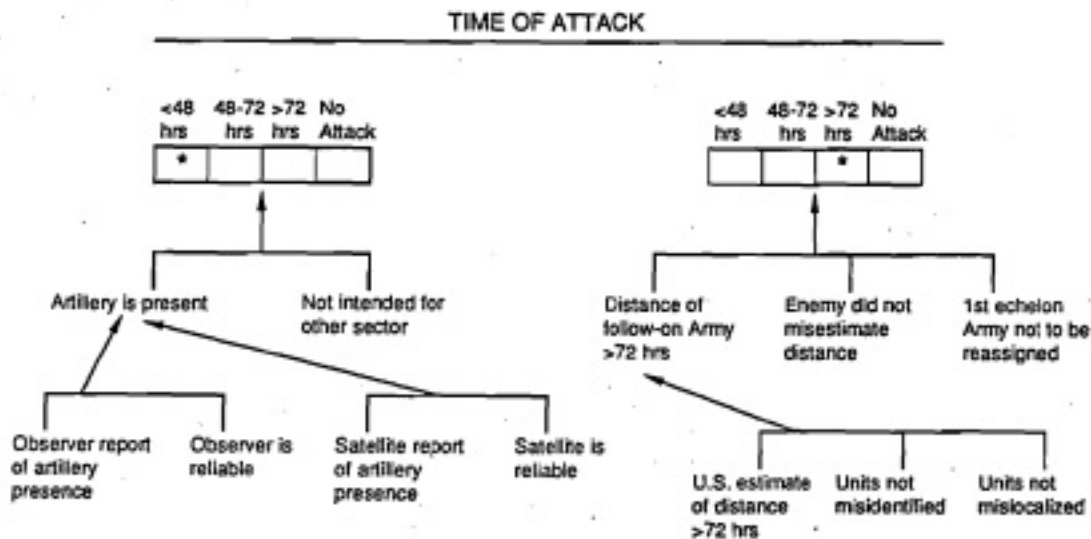 TIME OF ATTACK
<48 48-72 >72 No
hrs hrs hrs Attack
*
<48 48-72 >72 No
hrs hrs hrs Attack
*
Artillery is present
Not intended for
other sector
Distance of
follow-on Army
>72 hrs
Enemy did not
misestimate
distance
1st echelon
Army not to be
reassigned
Observer report
of artillery
presence
Observer is
reliable
Satellite report
of artillery
presence
Satellite is
reliable
U.S. estimate
of distance
>72 hrs
Units not
misidentified
Units not
mislocalized